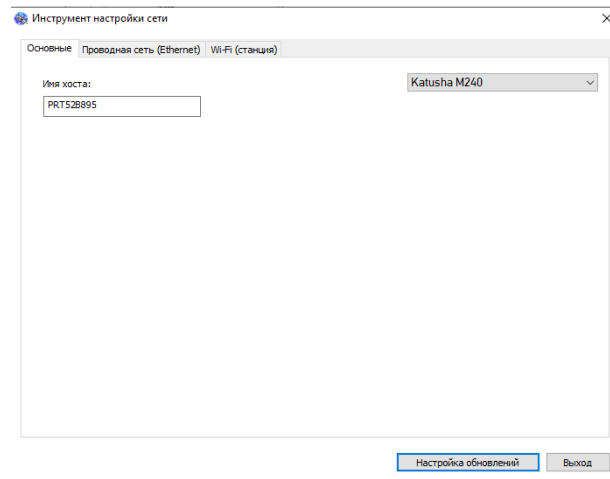 Инструмент настройки сети
Основные Проводная сеть (Ethernet) Wi-Fi (станция)
Имя хоста:
Katusha M240
PRT52B895
Настройка обновлений Выход